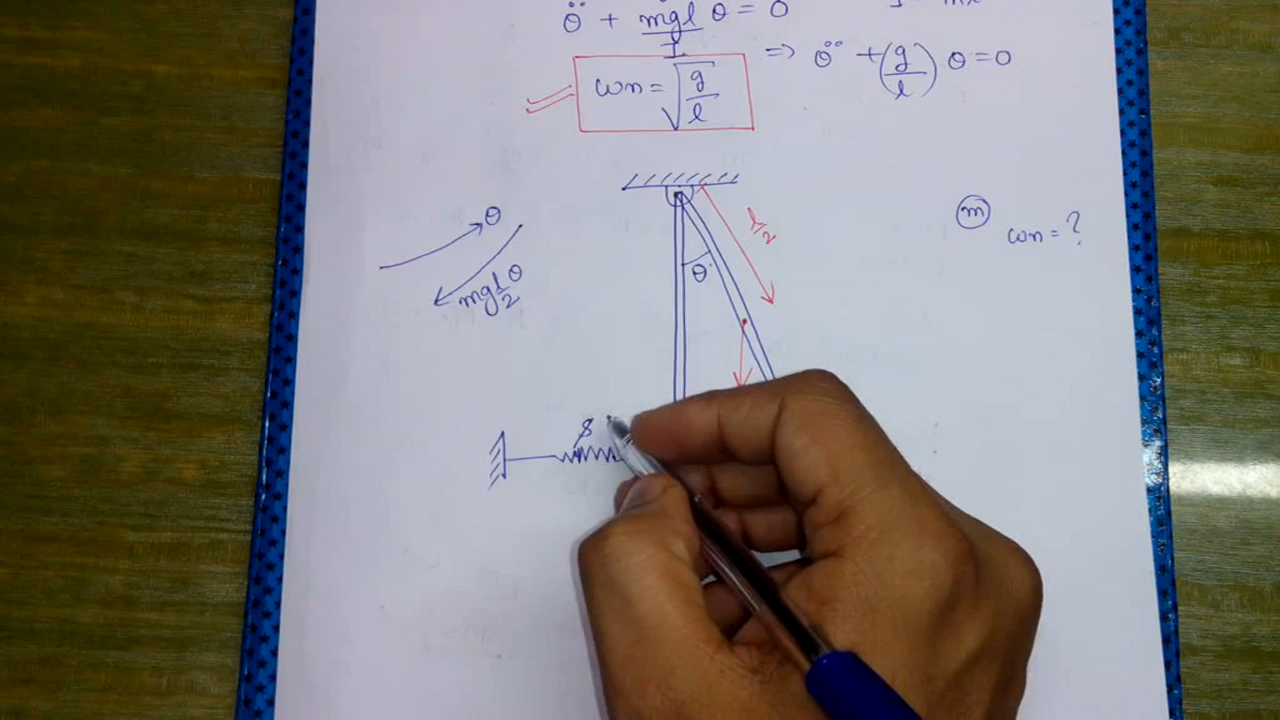 θ̈ + mgl/I θ = 0
⇒ θ̈ + (g/l) θ = 0
ωn = √(g/l)
θ
l/2
m
ωn = ?
θ
mgl/2 θ
s